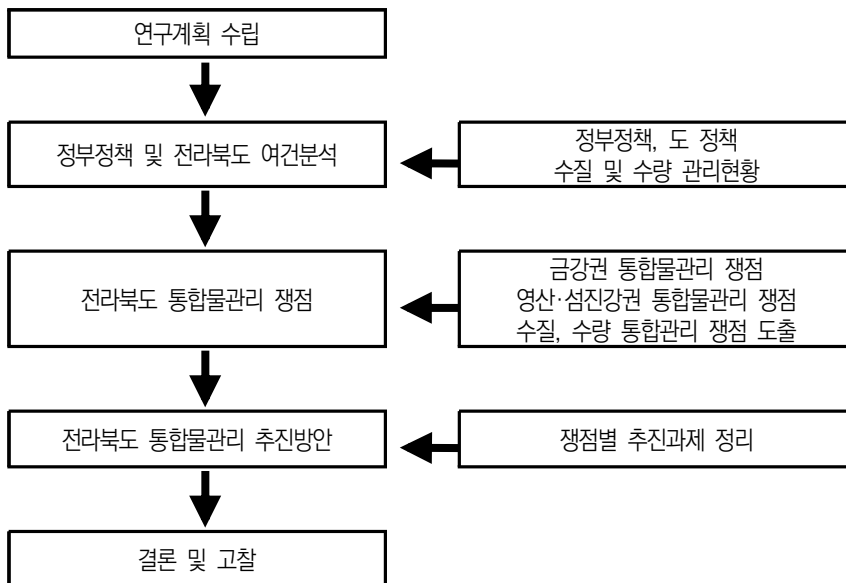 연구계획 수립
정부정책 및 전라북도 여건분석
정부정책, 도 정책
수질 및 수량 관리현황
전라북도 통합물관리 쟁점
금강권 통합물관리 쟁점
영산·섬진강권 통합물관리 쟁점
수질, 수량 통합관리 쟁점 도출
전라북도 통합물관리 추진방안
쟁점별 추진과제 정리
결론 및 고찰